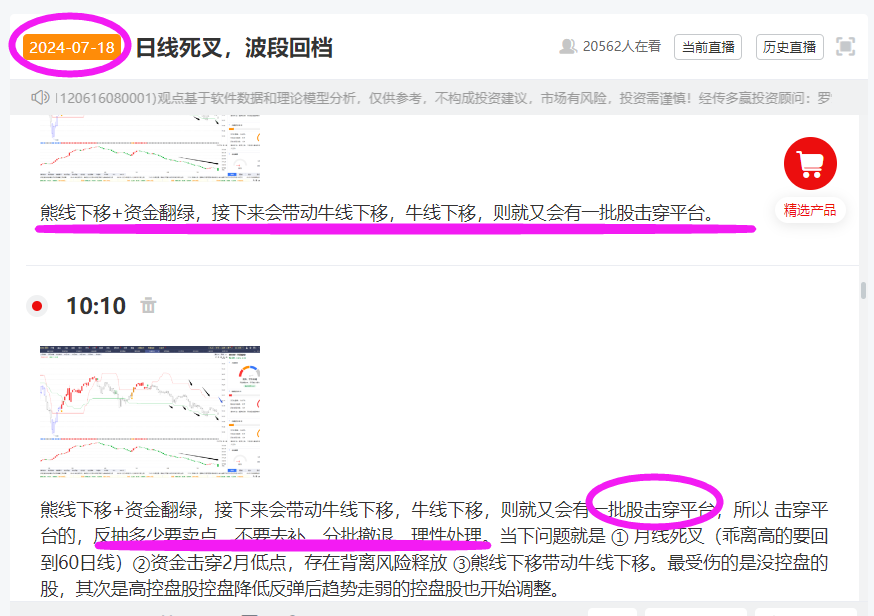 2024-07-18 日线死叉，波段回档 20562人在看 当前直播 历史直播
120616080001)观点基于软件数据和理论模型分析，仅供参考，不构成投资建议，市场有风险，投资需谨慎！经传多赢投资顾问：罗
精选产品
熊线下移+资金翻绿，接下来会带动牛线下移，牛线下移，则就又会有一批股击穿平台。
10:10
熊线下移+资金翻绿，接下来会带动牛线下移，牛线下移，则就又会有一批股击穿平台，所以 击穿平
台的，反抽多少要卖点，不要去补，分批撤退，理性处理。当下问题就是 ① 月线死叉（乖离高的要回
到60日线）②资金击穿2月低点，存在背离风险释放 ③熊线下移带动牛线下移。最受伤的是没控盘的
股，其次是高控盘股控盘降低反弹后趋势走弱的控盘股也开始调整。